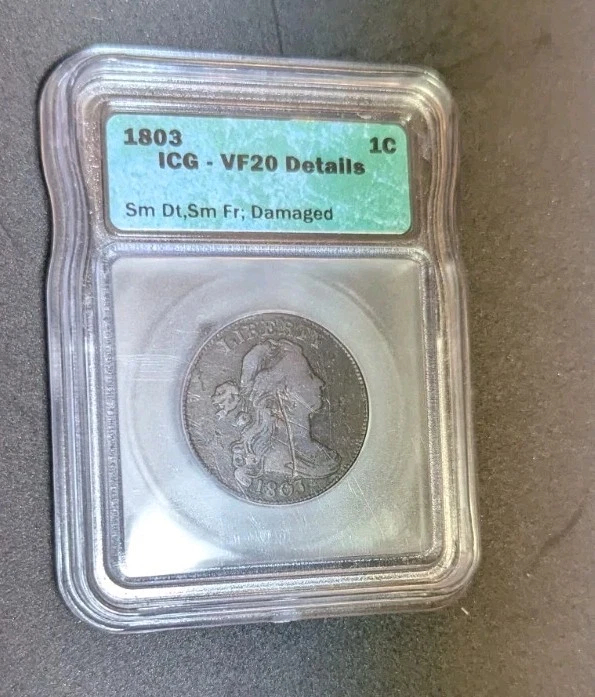 1803 1C
ICG - VF20 Details
Sm Dt,Sm Fr; Damaged
LIBERTY
1803